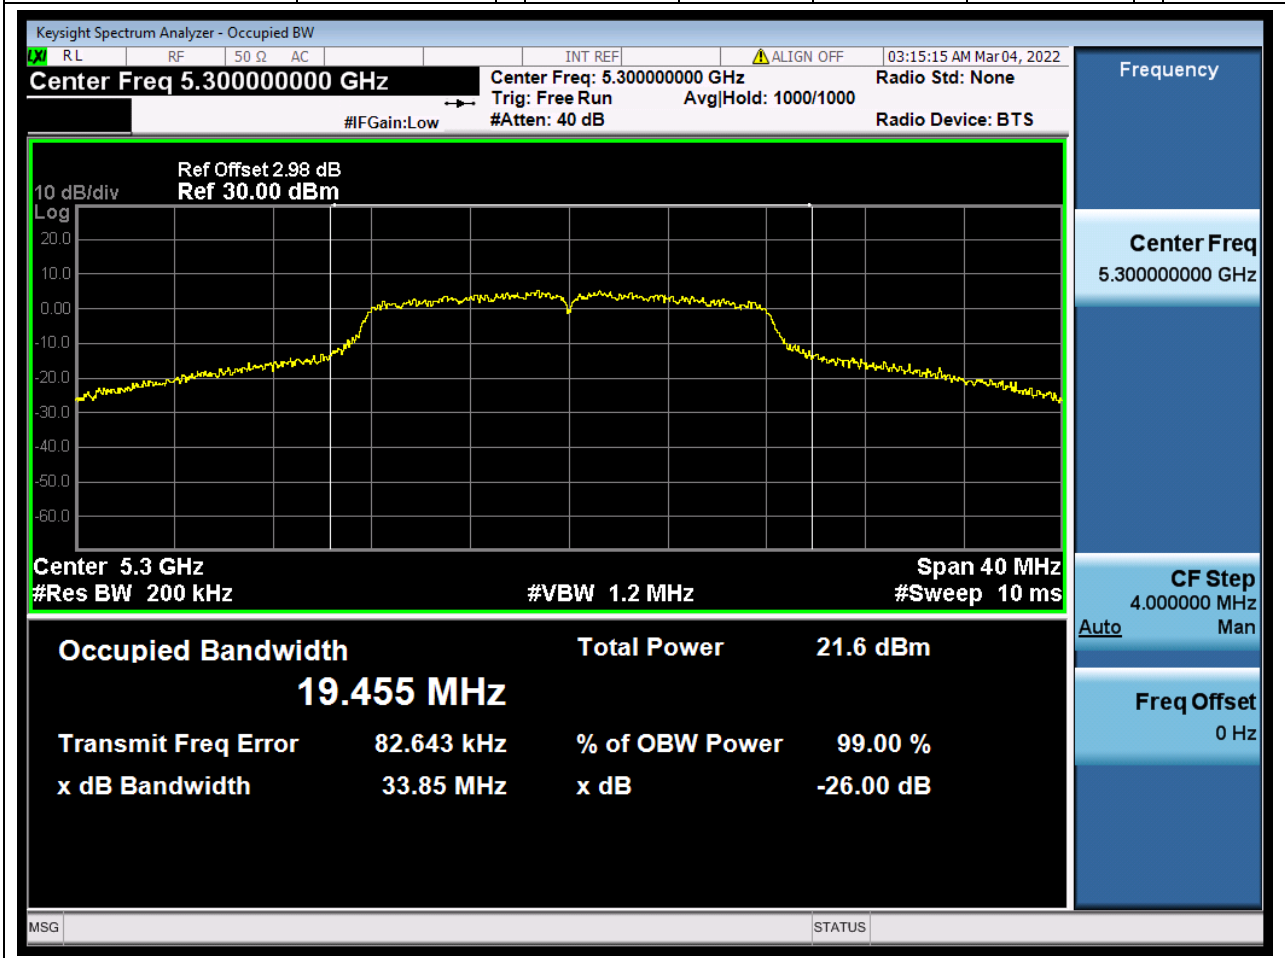 Keysight Spectrum Analyzer - Occupied BW
LXI RL RF 50 Ω AC INT REF ALIGN OFF 03:15:15 AM Mar 04, 2022
Center Freq 5.300000000 GHz
Center Freq: 5.300000000 GHz Radio Std: None
Trig: Free Run Avg|Hold: 1000/1000
#IFGain:Low #Atten: 40 dB Radio Device: BTS
Ref Offset 2.98 dB
10 dB/div Ref 30.00 dBm
Log
20.0
10.0
0.00
-10.0
-20.0
-30.0
-40.0
-50.0
-60.0
Center 5.3 GHz Span 40 MHz
#Res BW 200 kHz #VBW 1.2 MHz #Sweep 10 ms
Occupied Bandwidth Total Power 21.6 dBm
19.455 MHz
Transmit Freq Error 82.643 kHz % of OBW Power 99.00 %
x dB Bandwidth 33.85 MHz x dB -26.00 dB
Frequency
Center Freq
5.300000000 GHz
CF Step
4.000000 MHz
Auto Man
Freq Offset
0 Hz
MSG STATUS